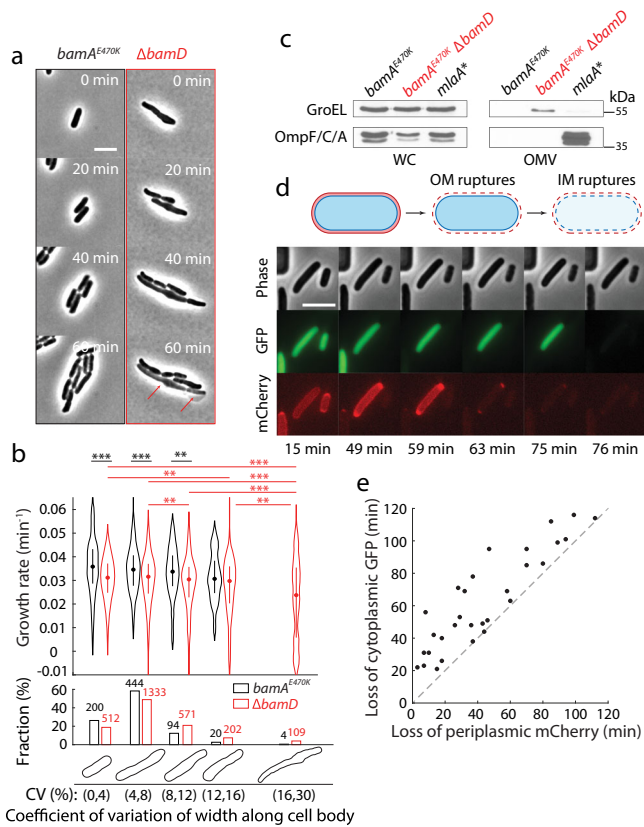 a
bamA^E470K ΔbamD
0 min 0 min
20 min 20 min
40 min 40 min
60 min 60 min
b
*** *** **
***
** ***
***
** **
Growth rate (min⁻¹)
0.06
0.05
0.04
0.03
0.02
0.01
0
-0.01
Fraction (%)
60
40
20
0
200 512
444 1333
94 571
20 202
4 109
bamA^E470K
ΔbamD
CV (%): (0,4) (4,8) (8,12) (12,16) (16,30)
Coefficient of variation of width along cell body
c
bamA^E470K bamA^E470K ΔbamD mlaA*
bamA^E470K bamA^E470K ΔbamD mlaA*
kDa
GroEL 55
OmpF/C/A 35
WC OMV
d
OM ruptures IM ruptures
Phase
GFP
mCherry
15 min 49 min 59 min 63 min 75 min 76 min
e
Loss of cytoplasmic GFP (min)
120
100
80
60
40
20
0
0 20 40 60 80 100 120
Loss of periplasmic mCherry (min)